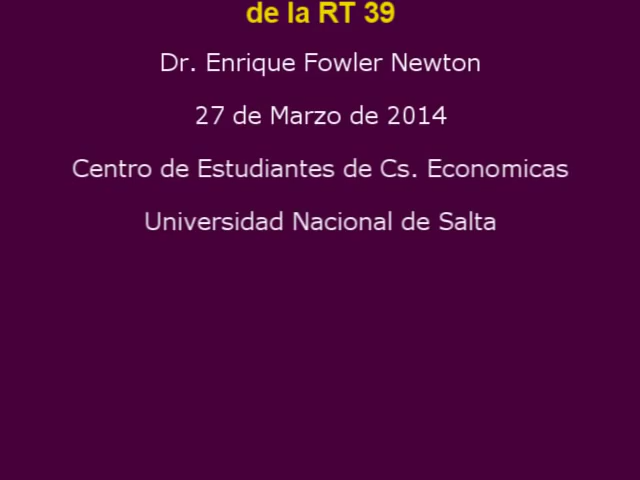 de la RT 39
Dr. Enrique Fowler Newton
27 de Marzo de 2014
Centro de Estudiantes de Cs. Economicas
Universidad Nacional de Salta